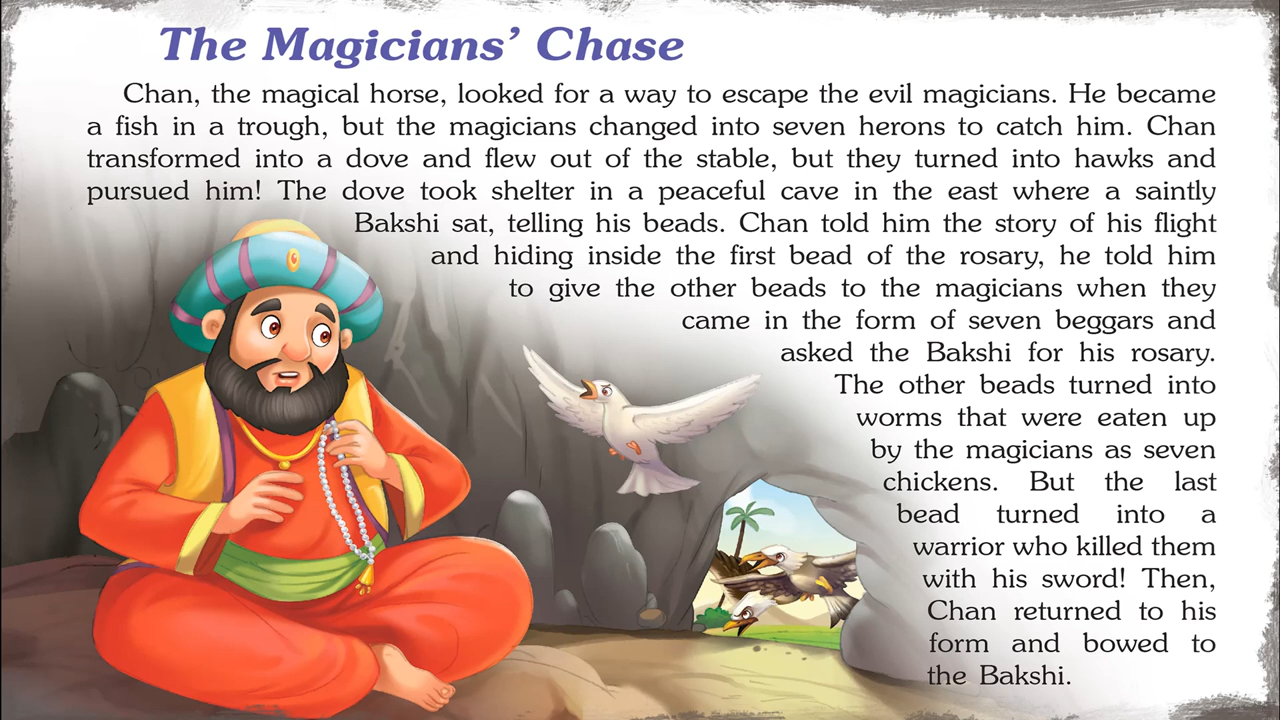 The Magicians' Chase
Chan, the magical horse, looked for a way to escape the evil magicians. He became
a fish in a trough, but the magicians changed into seven herons to catch him. Chan
transformed into a dove and flew out of the stable, but they turned into hawks and
pursued him! The dove took shelter in a peaceful cave in the east where a saintly
Bakshi sat, telling his beads. Chan told him the story of his flight
and hiding inside the first bead of the rosary, he told him
to give the other beads to the magicians when they
came in the form of seven beggars and
asked the Bakshi for his rosary.
The other beads turned into
worms that were eaten up
by the magicians as seven
chickens. But the last
bead turned into a
warrior who killed them
with his sword! Then,
Chan returned to his
form and bowed to
the Bakshi.